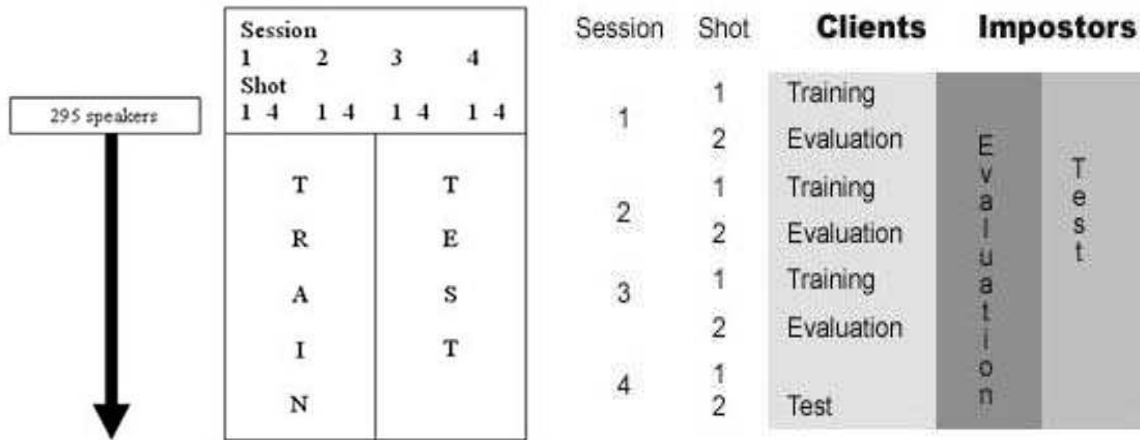 295 speakers
Session
1 2 3 4
Shot
1 4 1 4 1 4 1 4
T T
R E
A S
I T
N
Session Shot Clients Impostors
1 1 Training
2 Evaluation
2 1 Training
2 Evaluation
3 1 Training
2 Evaluation
4 1
2 Test
Evaluation
Test